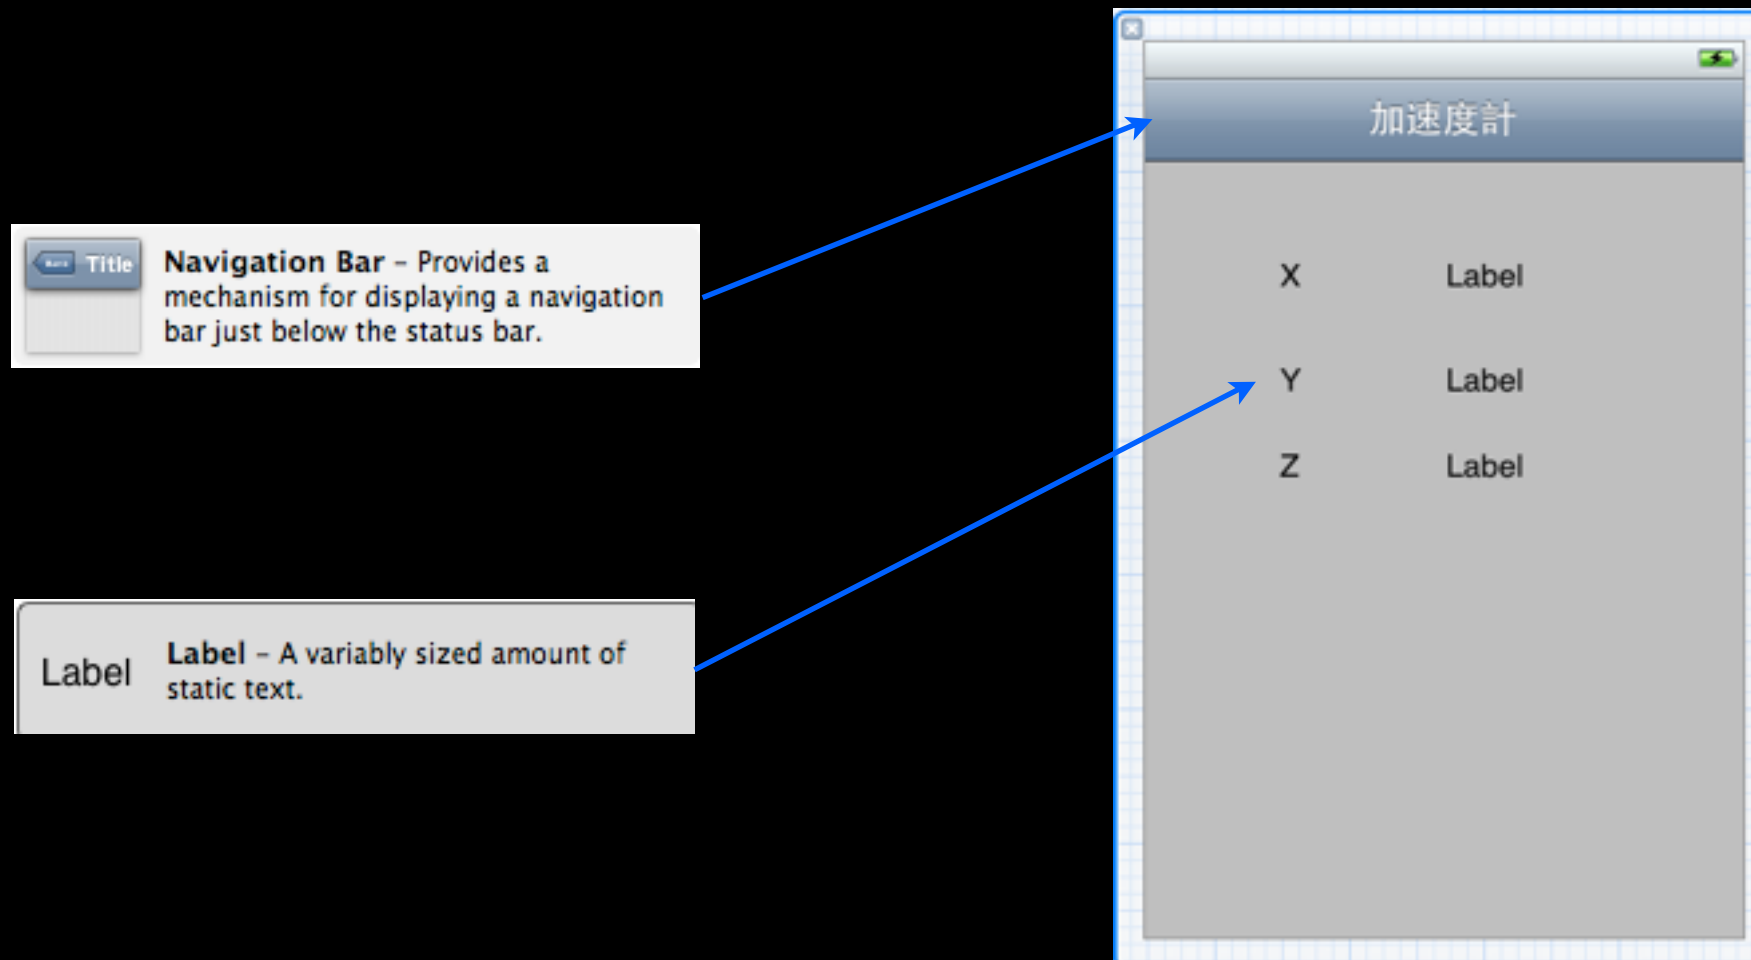 Title
Navigation Bar – Provides a
mechanism for displaying a navigation
bar just below the status bar.
Label
Label – A variably sized amount of
static text.
加速度計
X Label
Y Label
Z Label